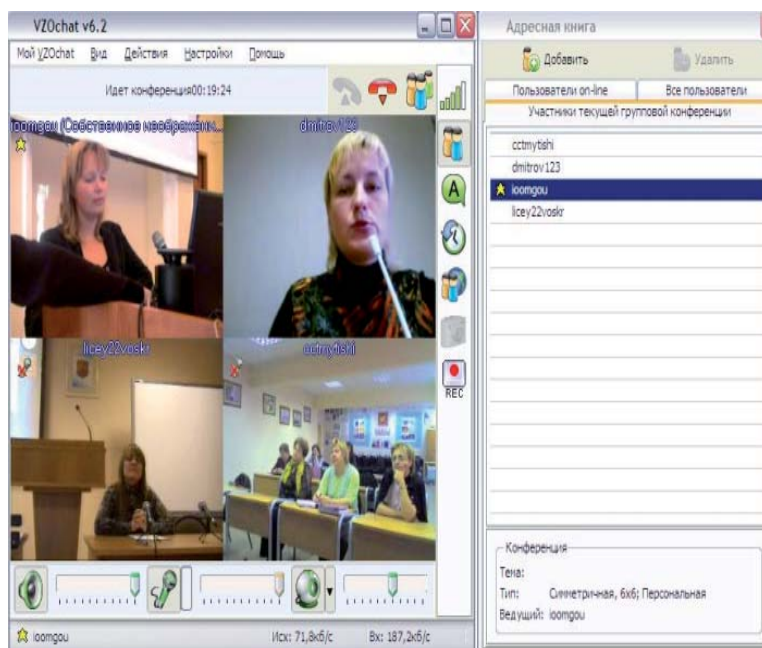 VZOchat v6.2
Мой VZOchat Вид Действия Настройки Помощь
Идет конференция00:19:24
ioomgou (Собственное изображени...
dmitrov123
licey22voskr
cctmytishi
REC
ioomgou
Исх: 71,8кб/с Вх: 187,2кб/с
Адресная книга
Добавить Удалить
Пользователи on-line Все пользователи
Участники текущей групповой конференции
cctmytishi
dmitrov123
ioomgou
licey22voskr
Конференция
Тема:
Тип: Симметричная, 6x6; Персональная
Ведущий: ioomgou